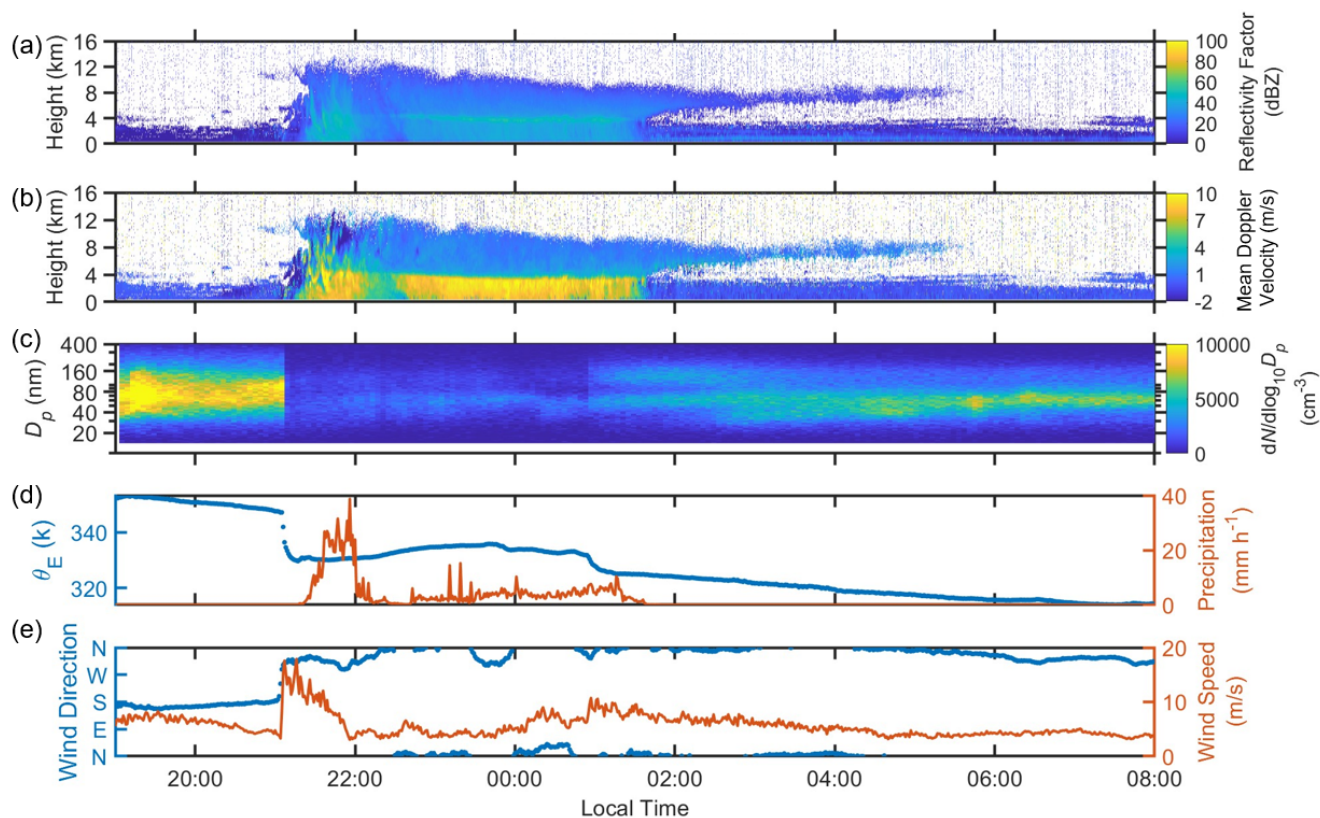 (a)
Height (km)
16
12
8
4
0
100
80
60
40
20
0
Reflectivity Factor
(dBZ)
(b)
Height (km)
16
12
8
4
0
10
7
4
1
-2
Mean Doppler
Velocity (m/s)
(c)
Dp (nm)
400
160
80
40
20
10000
5000
0
dN/dlog10Dp
(cm-3)
(d)
θE (k)
340
320
40
20
0
Precipitation
(mm h-1)
(e)
Wind Direction
N
W
S
E
N
20
10
0
Wind Speed
(m/s)
20:00 22:00 00:00 02:00 04:00 06:00 08:00
Local Time